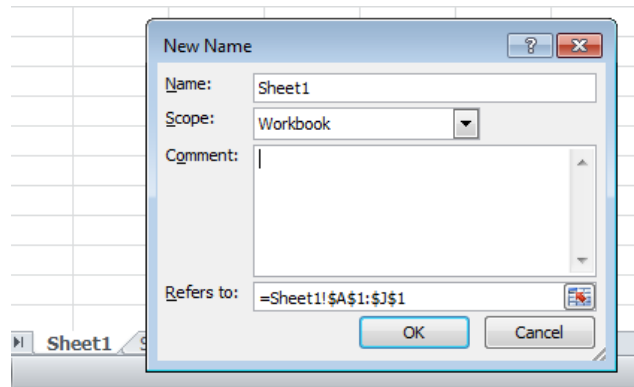 New Name
Name: Sheet1
Scope: Workbook
Comment:
Refers to: =Sheet1!$A$1:$J$1
OK Cancel
Sheet1